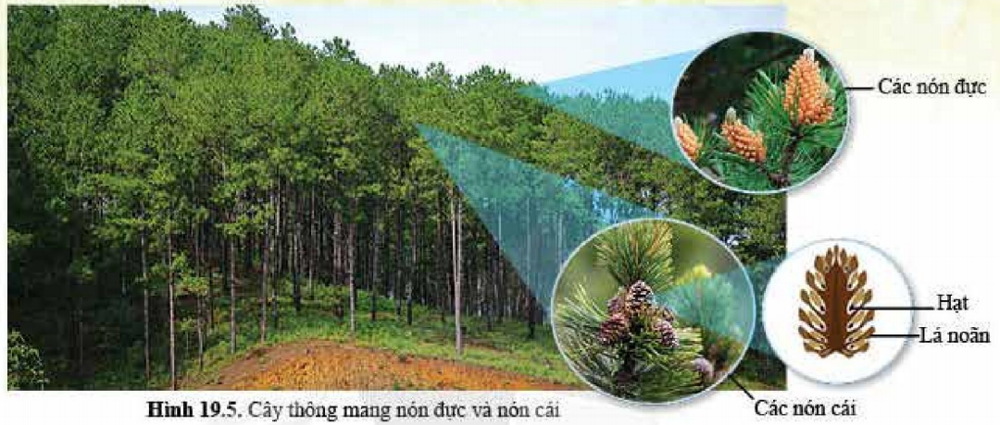 Các nón đực
Hạt
Lá noãn
Các nón cái
Hình 19.5. Cây thông mang nón đực và nón cái